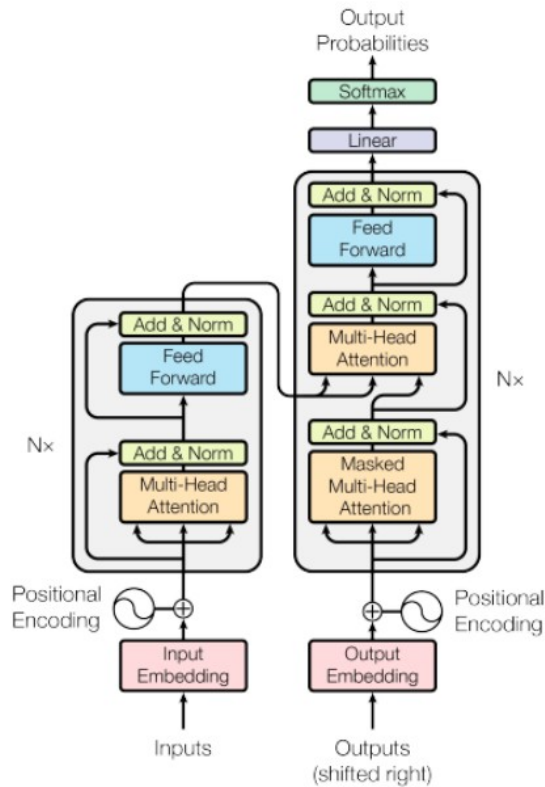 Output
Probabilities
Softmax
Linear
Add & Norm
Feed
Forward
Add & Norm
Multi-Head
Attention
Nx
Add & Norm
Masked
Multi-Head
Attention
Add & Norm
Feed
Forward
Nx
Add & Norm
Multi-Head
Attention
Positional
Encoding
Positional
Encoding
Input
Embedding
Output
Embedding
Inputs
Outputs
(shifted right)